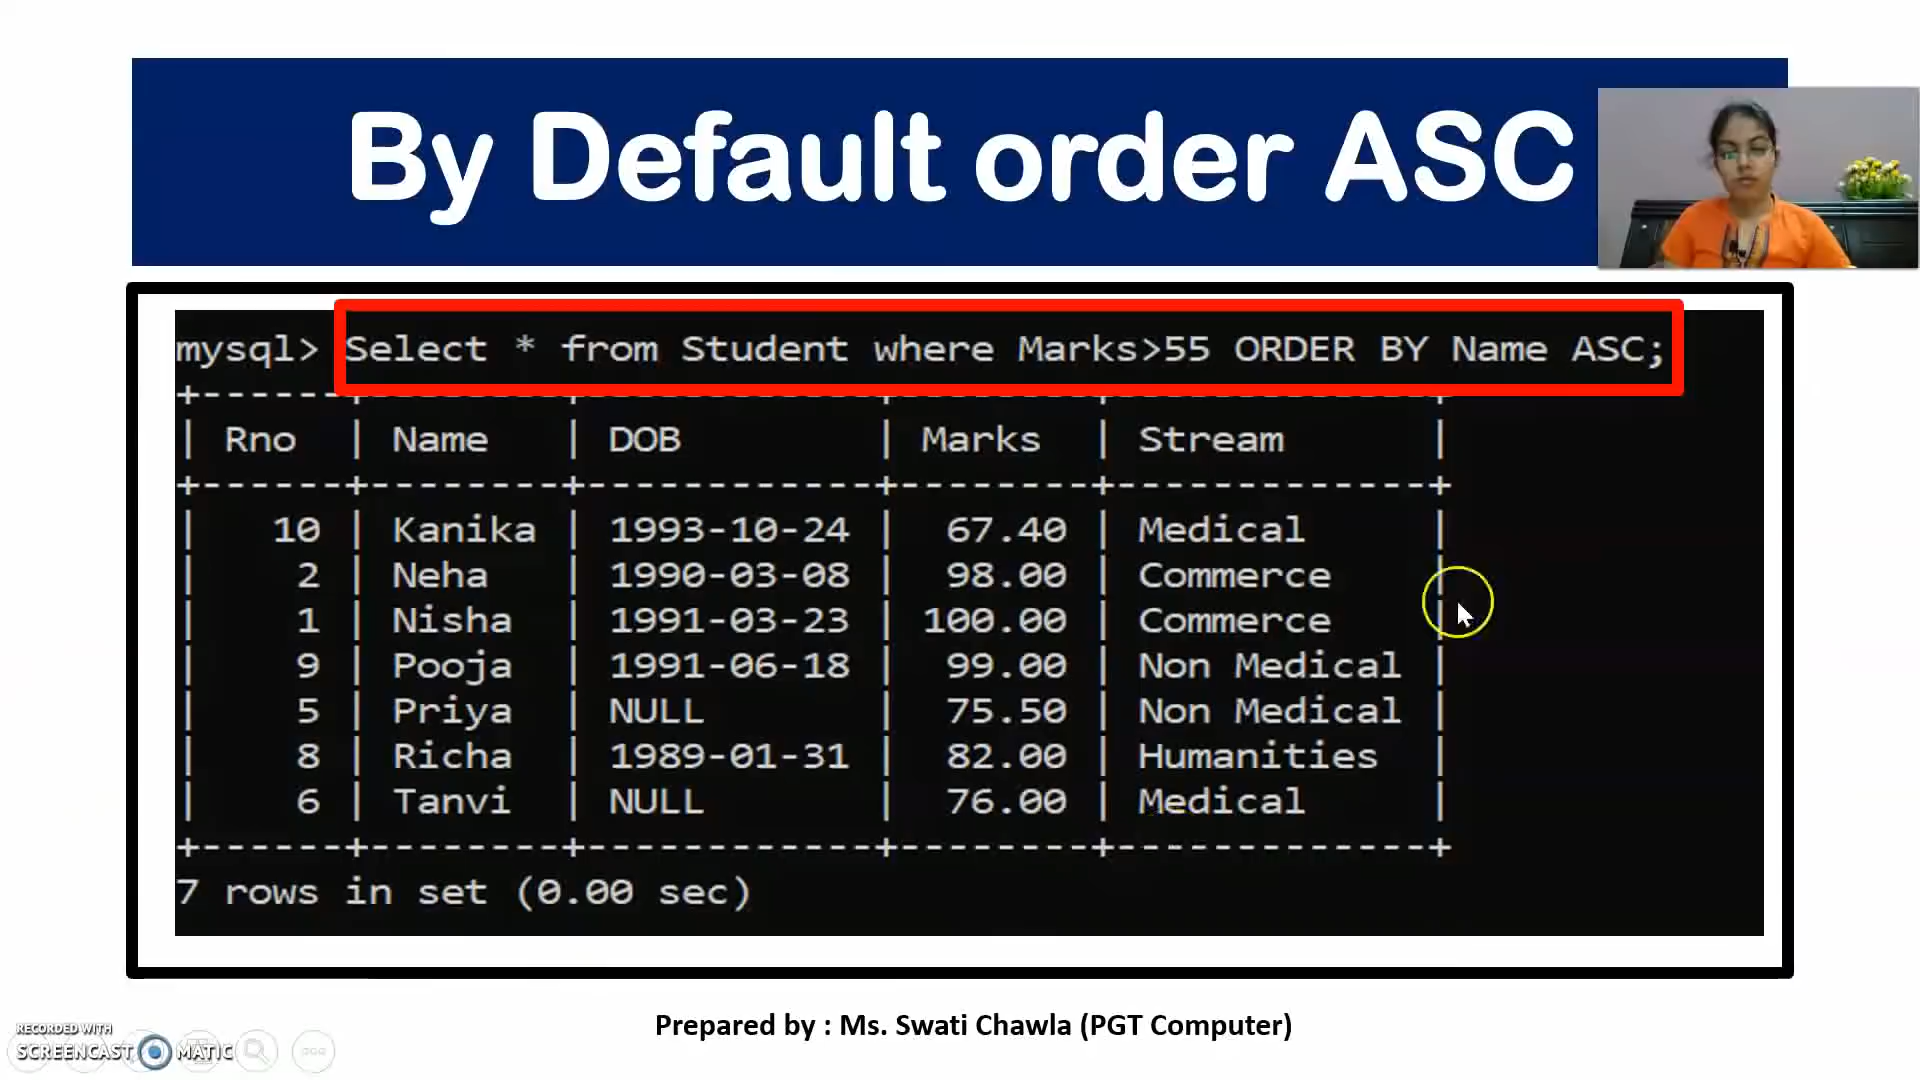 By Default order ASC
mysql> Select * from Student where Marks>55 ORDER BY Name ASC;
+------+--------+------------+--------+-------------+
| Rno | Name | DOB | Marks | Stream |
+------+--------+------------+--------+-------------+
| 10 | Kanika | 1993-10-24 | 67.40 | Medical |
| 2 | Neha | 1990-03-08 | 98.00 | Commerce |
| 1 | Nisha | 1991-03-23 | 100.00 | Commerce |
| 9 | Pooja | 1991-06-18 | 99.00 | Non Medical |
| 5 | Priya | NULL | 75.50 | Non Medical |
| 8 | Richa | 1989-01-31 | 82.00 | Humanities |
| 6 | Tanvi | NULL | 76.00 | Medical |
+------+--------+------------+--------+-------------+
7 rows in set (0.00 sec)
Prepared by : Ms. Swati Chawla (PGT Computer)
RECORDED WITH
SCREENCAST MATIC